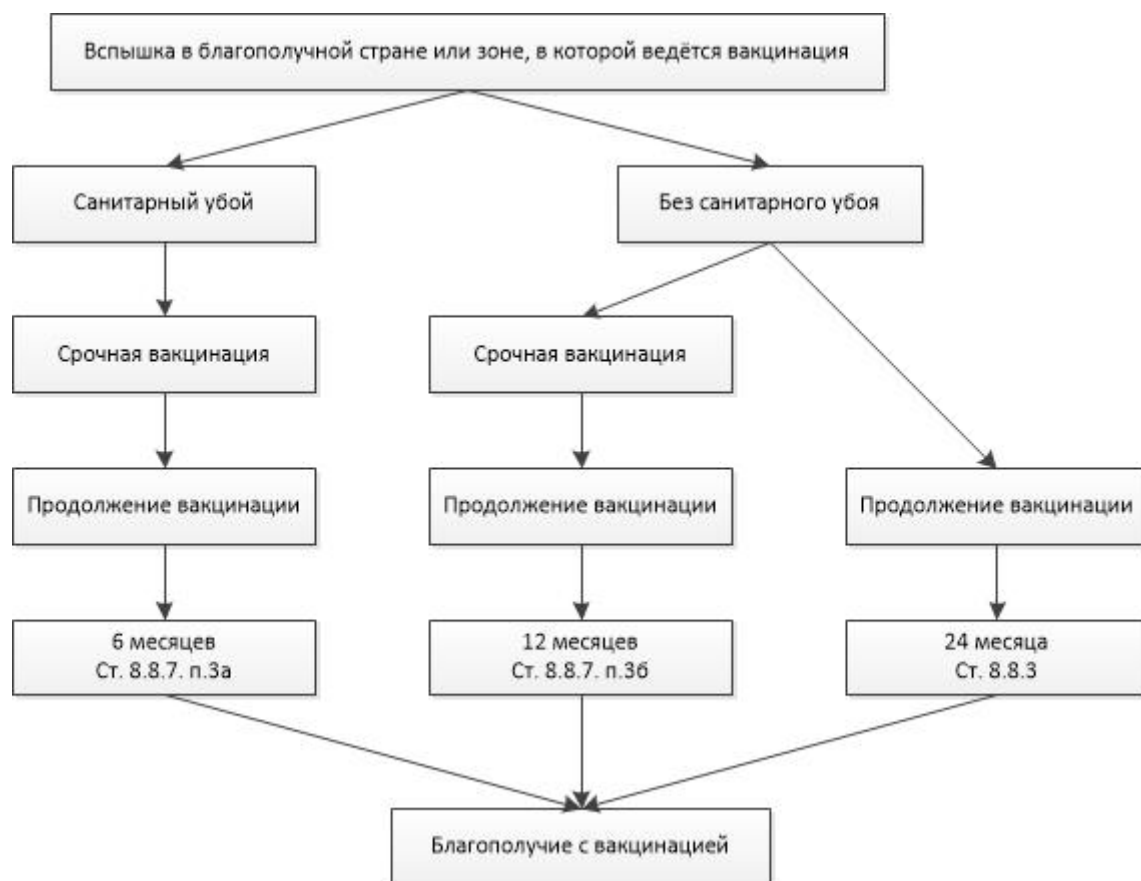 Вспышка в благополучной стране или зоне, в которой ведётся вакцинация
Санитарный убой
Без санитарного убоя
Срочная вакцинация
Срочная вакцинация
Продолжение вакцинации
Продолжение вакцинации
Продолжение вакцинации
6 месяцев
Ст. 8.8.7. п.3а
12 месяцев
Ст. 8.8.7. п.3б
24 месяца
Ст. 8.8.3
Благополучие с вакцинацией